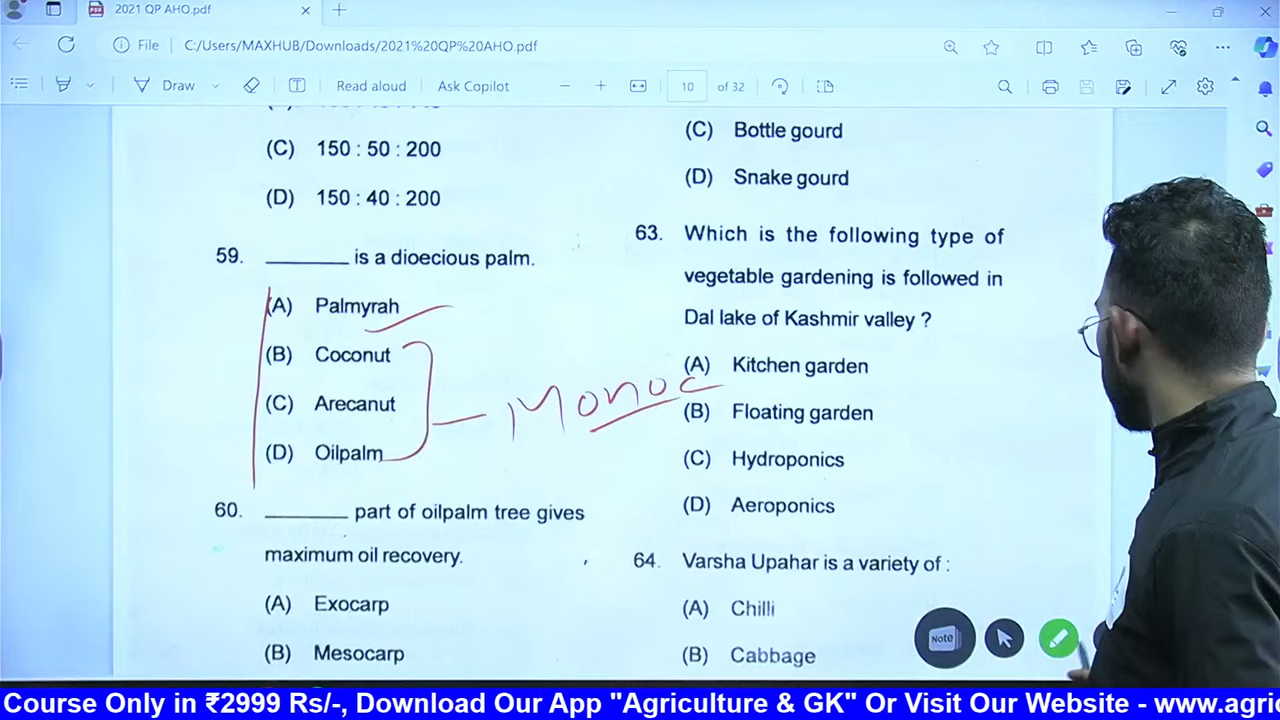 2021 QP AHO.pdf
File C:/Users/MAXHUB/Downloads/2021%20QP%20AHO.pdf
Draw Read aloud Ask Copilot 10 of 32
(C) 150 : 50 : 200
(D) 150 : 40 : 200
59. ________ is a dioecious palm.
(A) Palmyrah
(B) Coconut
(C) Arecanut
(D) Oilpalm
Monoc
60. ________ part of oilpalm tree gives
maximum oil recovery.
(A) Exocarp
(B) Mesocarp
(C) Bottle gourd
(D) Snake gourd
63. Which is the following type of
vegetable gardening is followed in
Dal lake of Kashmir valley ?
(A) Kitchen garden
(B) Floating garden
(C) Hydroponics
(D) Aeroponics
64. Varsha Upahar is a variety of :
(A) Chilli
(B) Cabbage
Note
Course Only in ₹2999 Rs/-, Download Our App "Agriculture & GK" Or Visit Our Website - www.agric